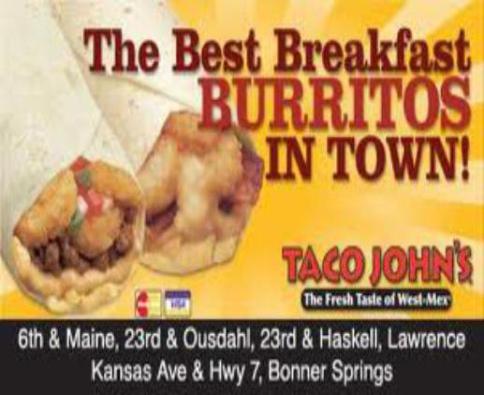 The Best Breakfast
BURRITOS
IN TOWN!
TACO JOHN'S
The Fresh Taste of West-Mex
VISA
6th & Maine, 23rd & Ousdahl, 23rd & Haskell, Lawrence
Kansas Ave & Hwy 7, Bonner Springs